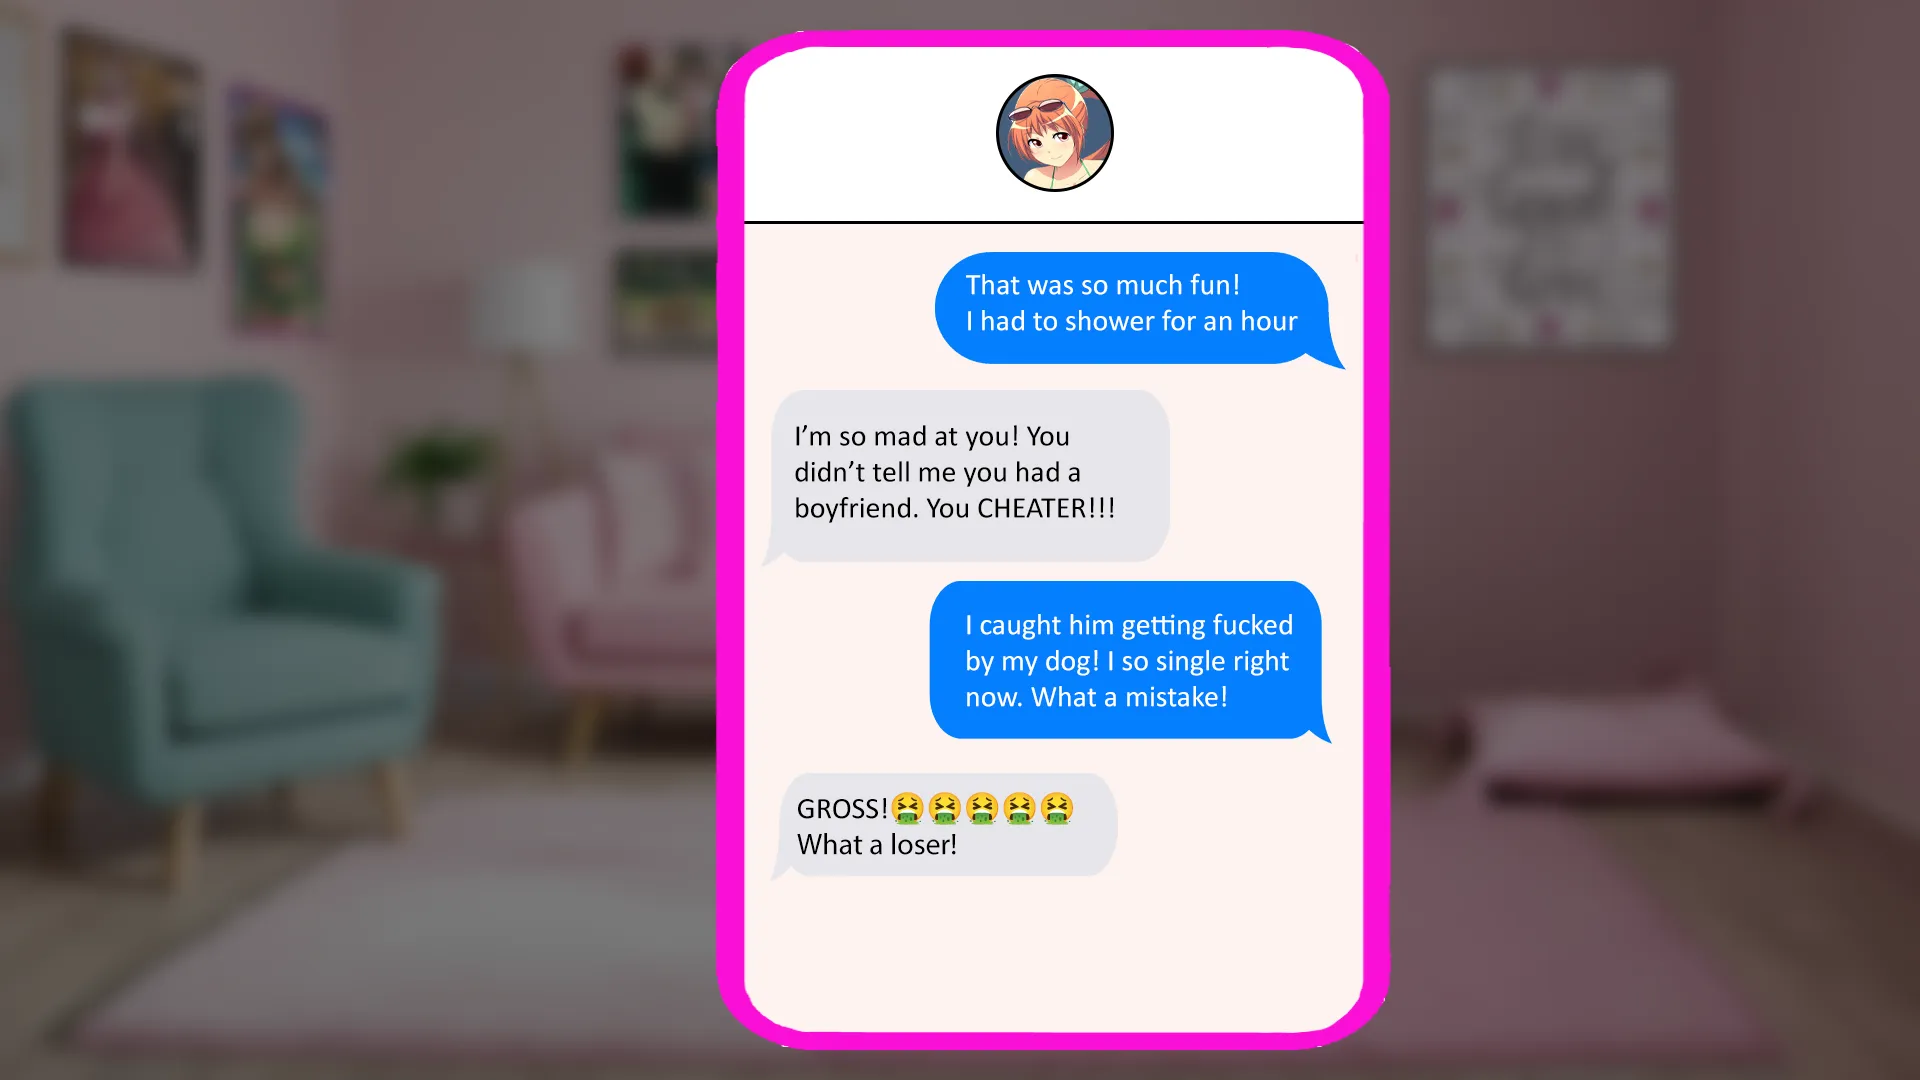 That was so much fun!
I had to shower for an hour
I’m so mad at you! You
didn’t tell me you had a
boyfriend. You CHEATER!!!
I caught him getting fucked
by my dog! I so single right
now. What a mistake!
GROSS!🤮🤮🤮🤮🤮
What a loser!